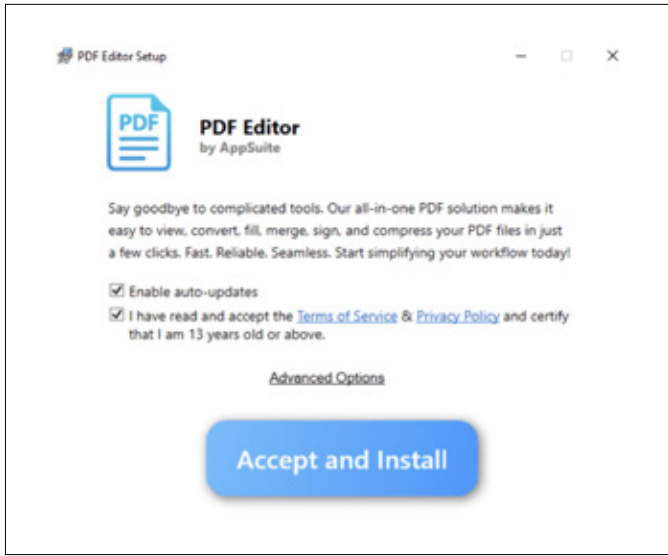 PDF Editor Setup
PDF
PDF Editor
by AppSuite
Say goodbye to complicated tools. Our all-in-one PDF solution makes it
easy to view, convert, fill, merge, sign, and compress your PDF files in just
a few clicks. Fast. Reliable. Seamless. Start simplifying your workflow today!
Enable auto-updates
I have read and accept the Terms of Service & Privacy Policy and certify
that I am 13 years old or above.
Advanced Options
Accept and Install